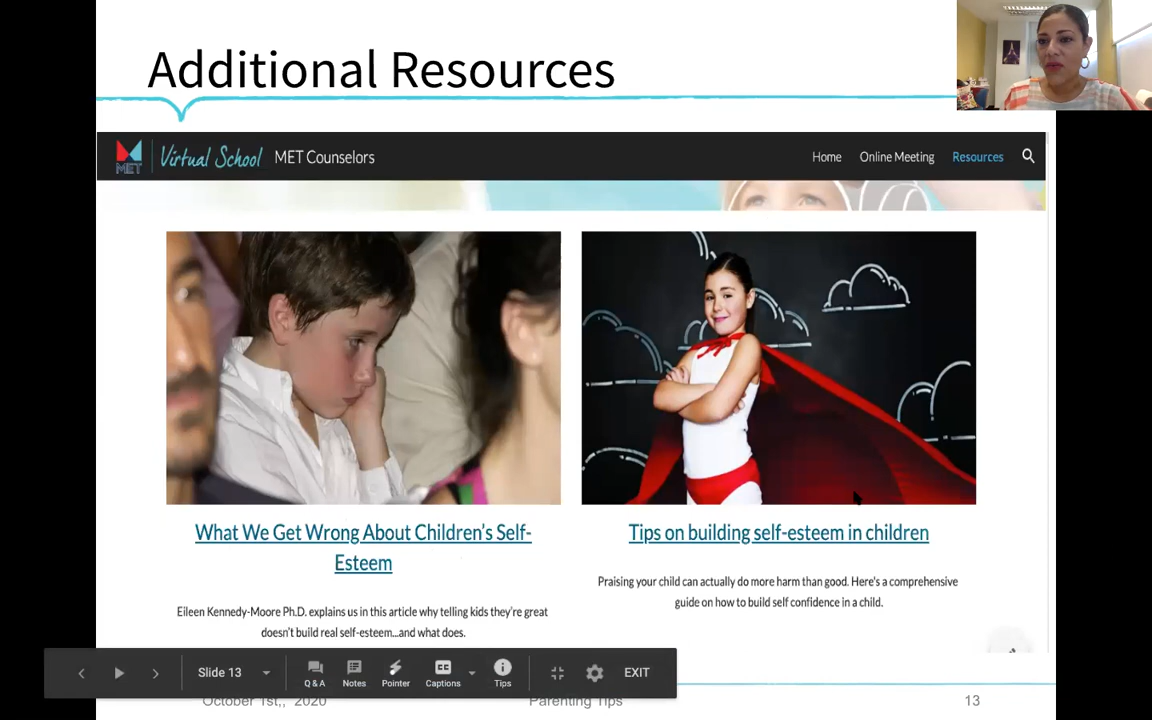 Additional Resources
MET
Virtual School
MET Counselors
Home
Online Meeting
Resources
What We Get Wrong About Children's Self-
Esteem
Eileen Kennedy-Moore Ph.D. explains us in this article why telling kids they're great
doesn't build real self-esteem...and what does.
Tips on building self-esteem in children
Praising your child can actually do more harm than good. Here's a comprehensive
guide on how to build self confidence in a child.
Slide 13
Q & A
Notes
Pointer
CC
Captions
Tips
EXIT
October 1st,, 2020
Parenting Tips
13